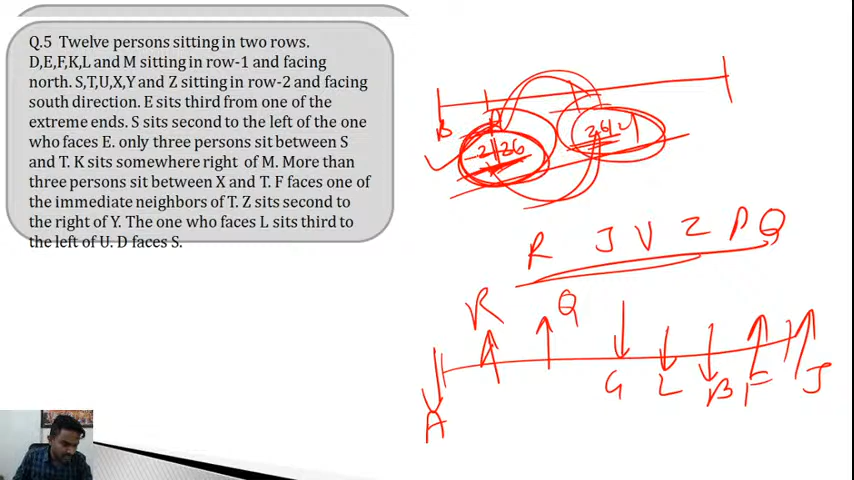 Q.5 Twelve persons sitting in two rows.
D,E,F,K,L and M sitting in row-1 and facing
north. S,T,U,X,Y and Z sitting in row-2 and facing
south direction. E sits third from one of the
extreme ends. S sits second to the left of the one
who faces E. only three persons sit between S
and T. K sits somewhere right of M. More than
three persons sit between X and T. F faces one of
the immediate neighbors of T. Z sits second to
the right of Y. The one who faces L sits third to
the left of U. D faces S.
B
R J V Z P Q
R Q
G L B F J
A